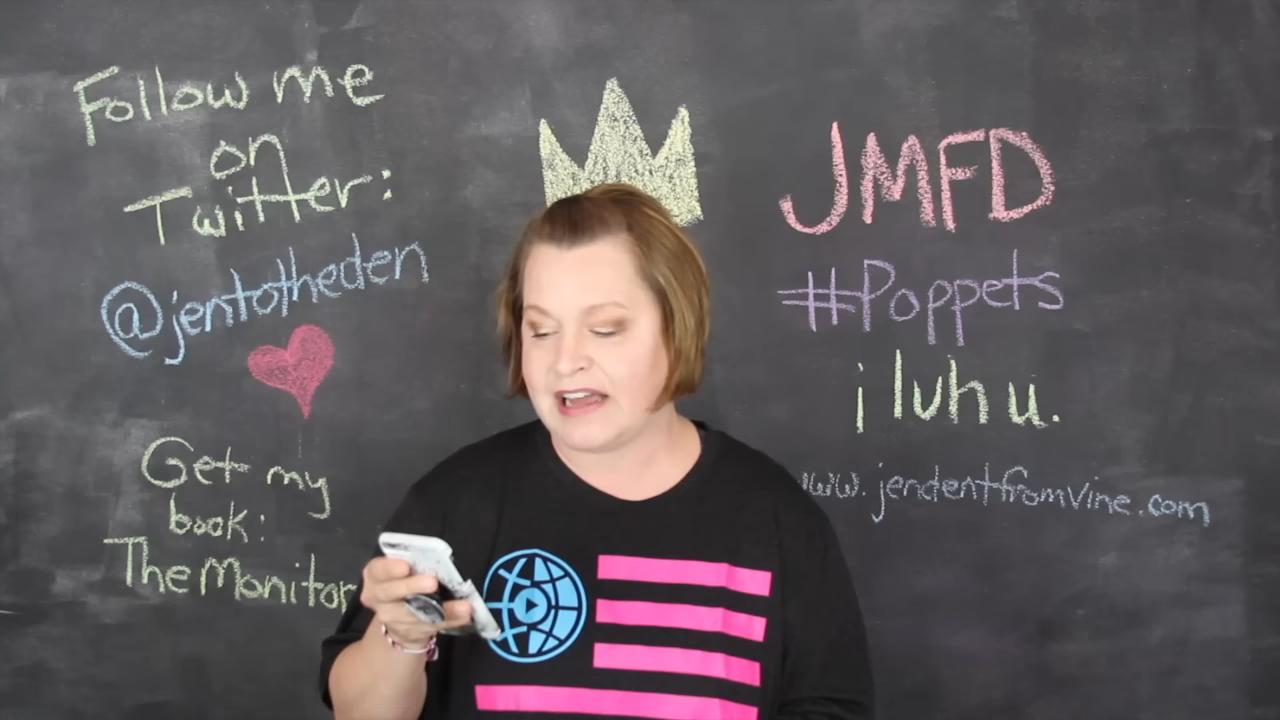 Follow me
on
Twitter:
@jentotheden
Get my
book:
The Monitor
JMFD
#Poppets
i luh u.
www.jendentfromvine.com